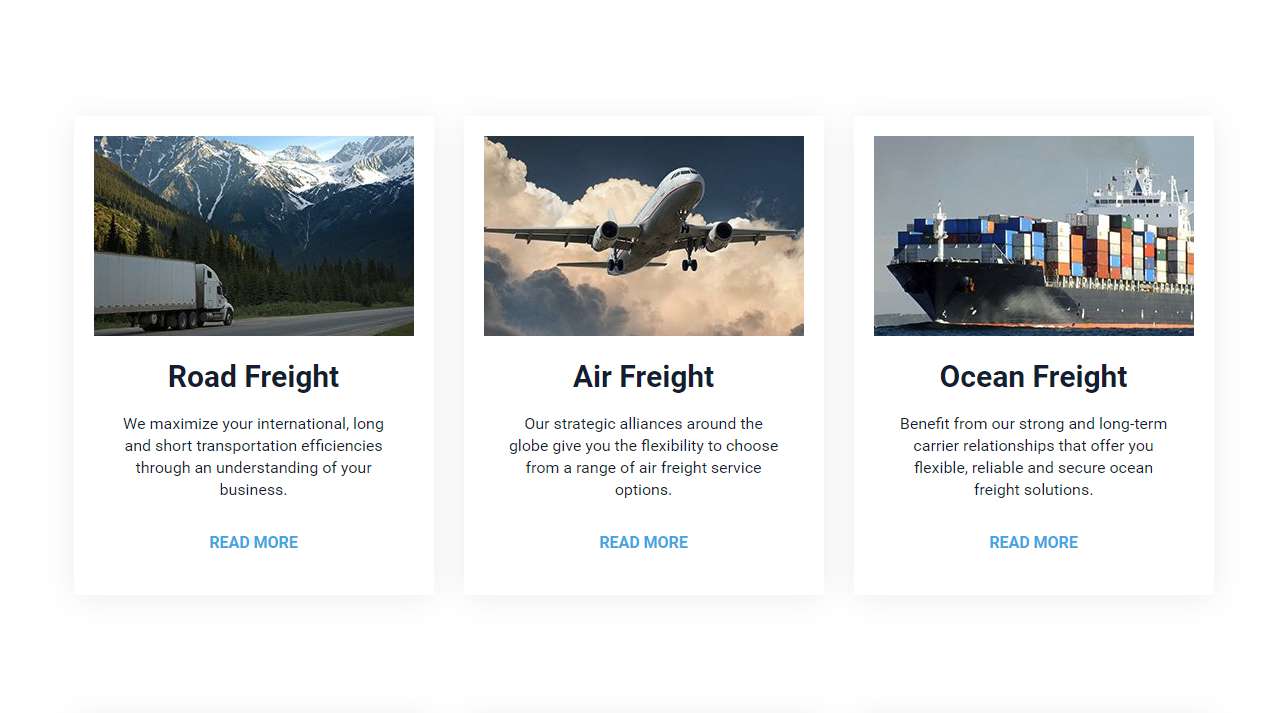 Road Freight
We maximize your international, long
and short transportation efficiencies
through an understanding of your
business.
READ MORE
Air Freight
Our strategic alliances around the
globe give you the flexibility to choose
from a range of air freight service
options.
READ MORE
Ocean Freight
Benefit from our strong and long-term
carrier relationships that offer you
flexible, reliable and secure ocean
freight solutions.
READ MORE